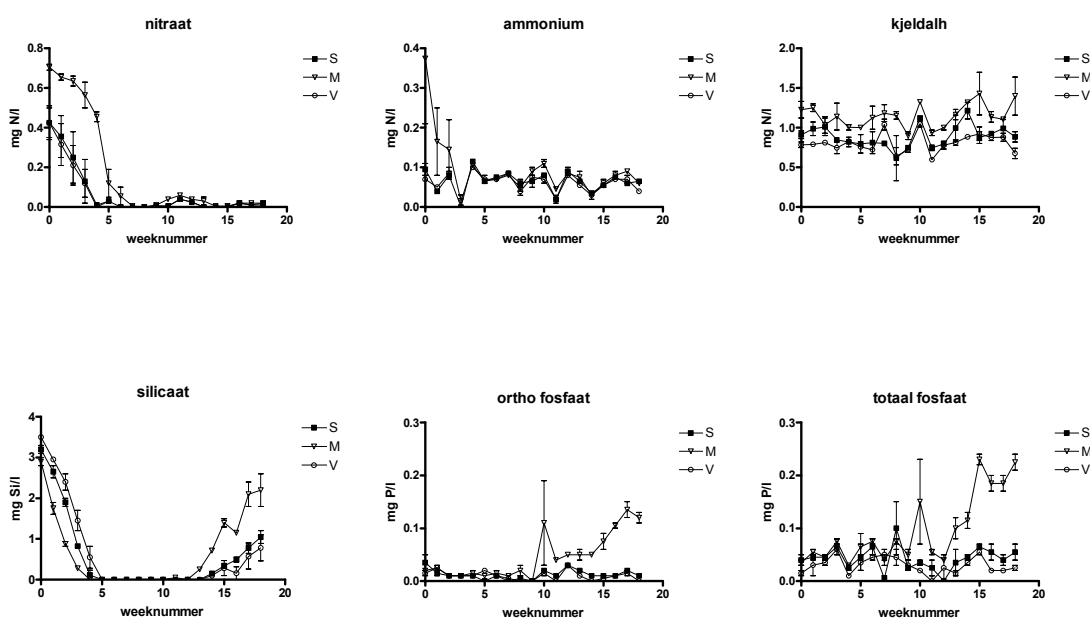 nitraat
0.8
0.6
0.4
0.2
0.0
mg N/l
0 5 10 15 20
weeknummer
S
M
V
ammonium
0.4
0.3
0.2
0.1
0.0
mg N/l
0 5 10 15 20
weeknummer
S
M
V
kjeldalh
2.0
1.5
1.0
0.5
0.0
mg N/l
0 5 10 15 20
weeknummer
S
M
V
silicaat
4
3
2
1
0
mg Si/l
0 5 10 15 20
weeknummer
S
M
V
ortho fosfaat
0.3
0.2
0.1
0.0
mg P/l
0 5 10 15 20
weeknummer
S
M
V
totaal fosfaat
0.3
0.2
0.1
0.0
mg P/l
0 5 10 15 20
weeknummer
S
M
V